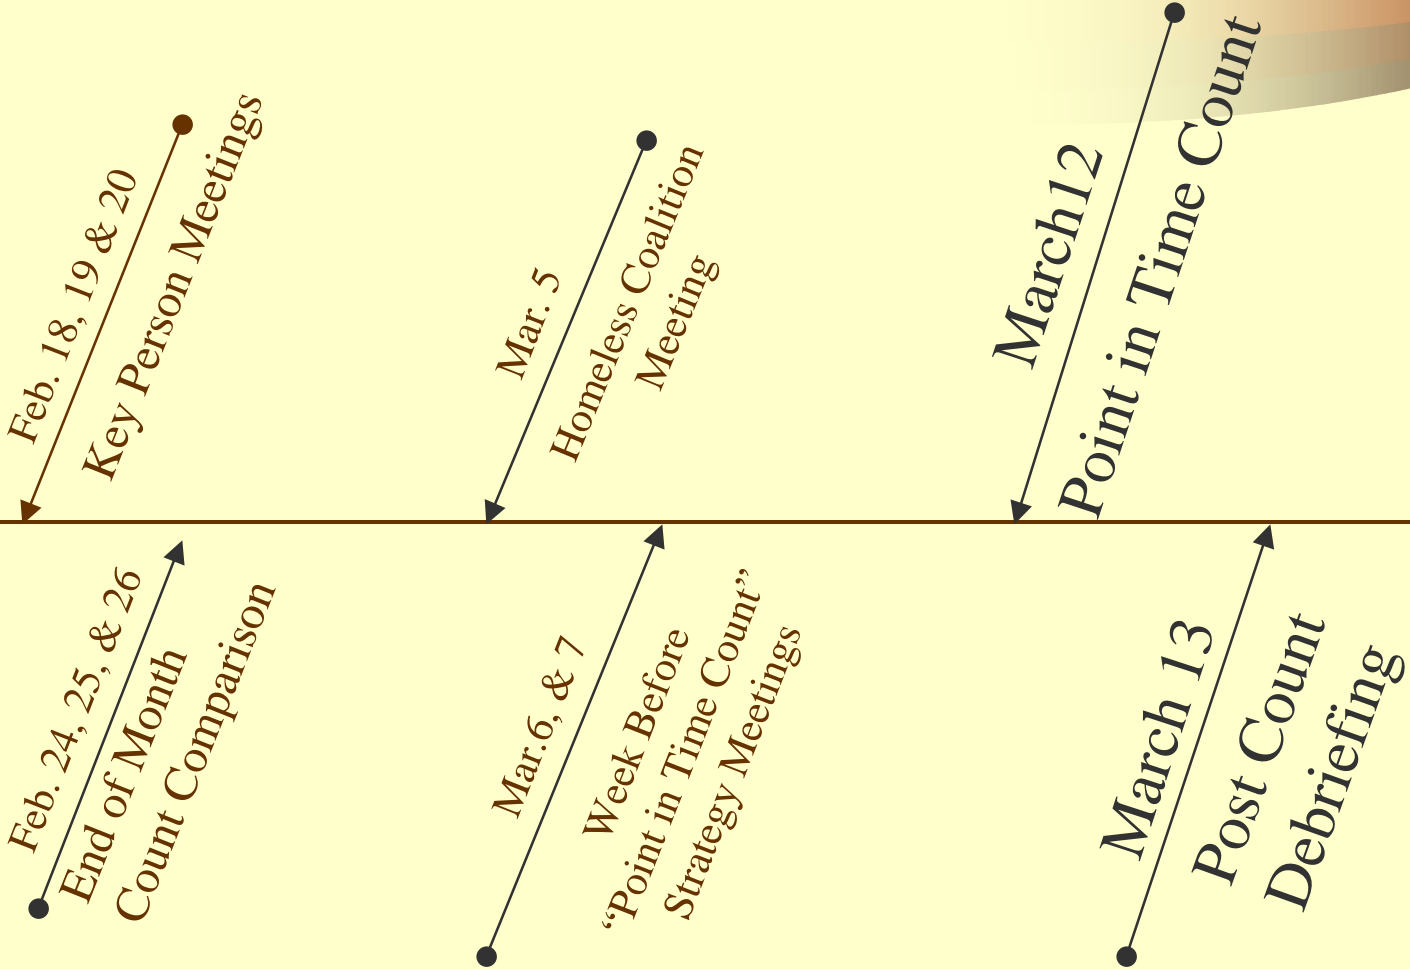 Feb. 18, 19 & 20
Key Person Meetings
Mar. 5
Homeless Coalition
Meeting
March12
Point in Time Count
Feb. 24, 25, & 26
End of Month
Count Comparison
Mar.6, & 7
Week Before
“Point in Time Count”
Strategy Meetings
March 13
Post Count
Debriefing